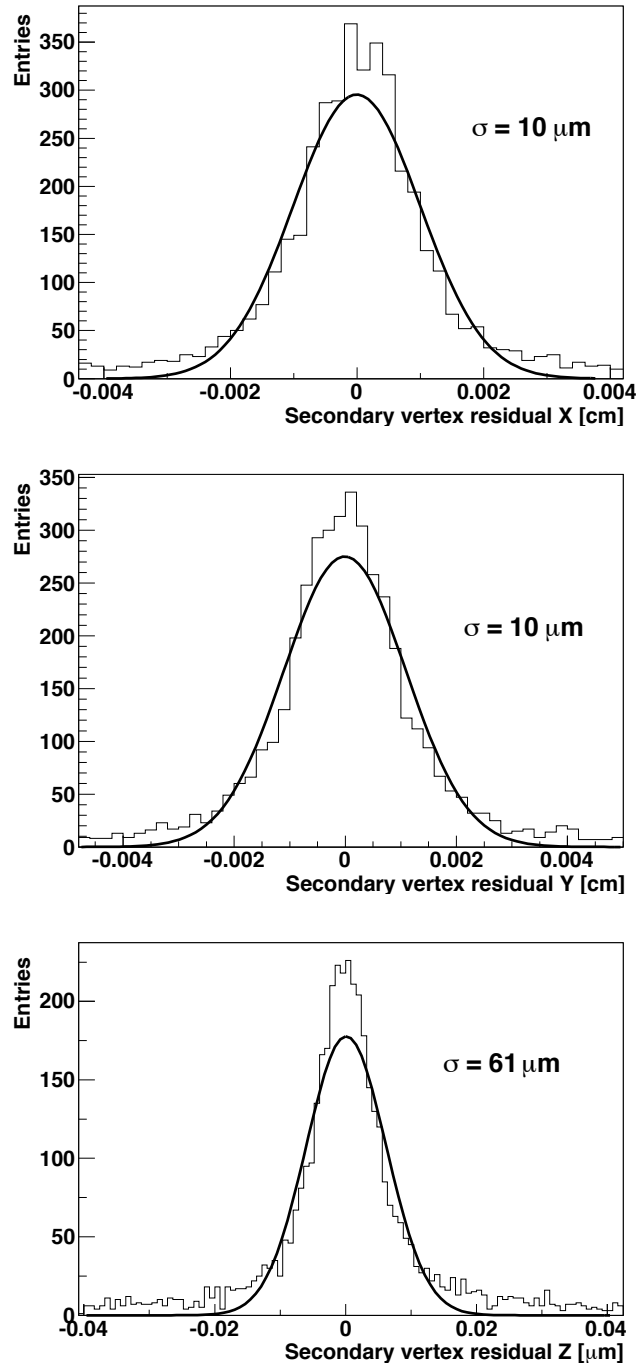 Entries
350
300
250
200
150
100
50
0
σ = 10 μm
-0.004 -0.002 0 0.002 0.004
Secondary vertex residual X [cm]
Entries
350
300
250
200
150
100
50
0
σ = 10 μm
-0.004 -0.002 0 0.002 0.004
Secondary vertex residual Y [cm]
Entries
200
150
100
50
0
σ = 61 μm
-0.04 -0.02 0 0.02 0.04
Secondary vertex residual Z [μm]